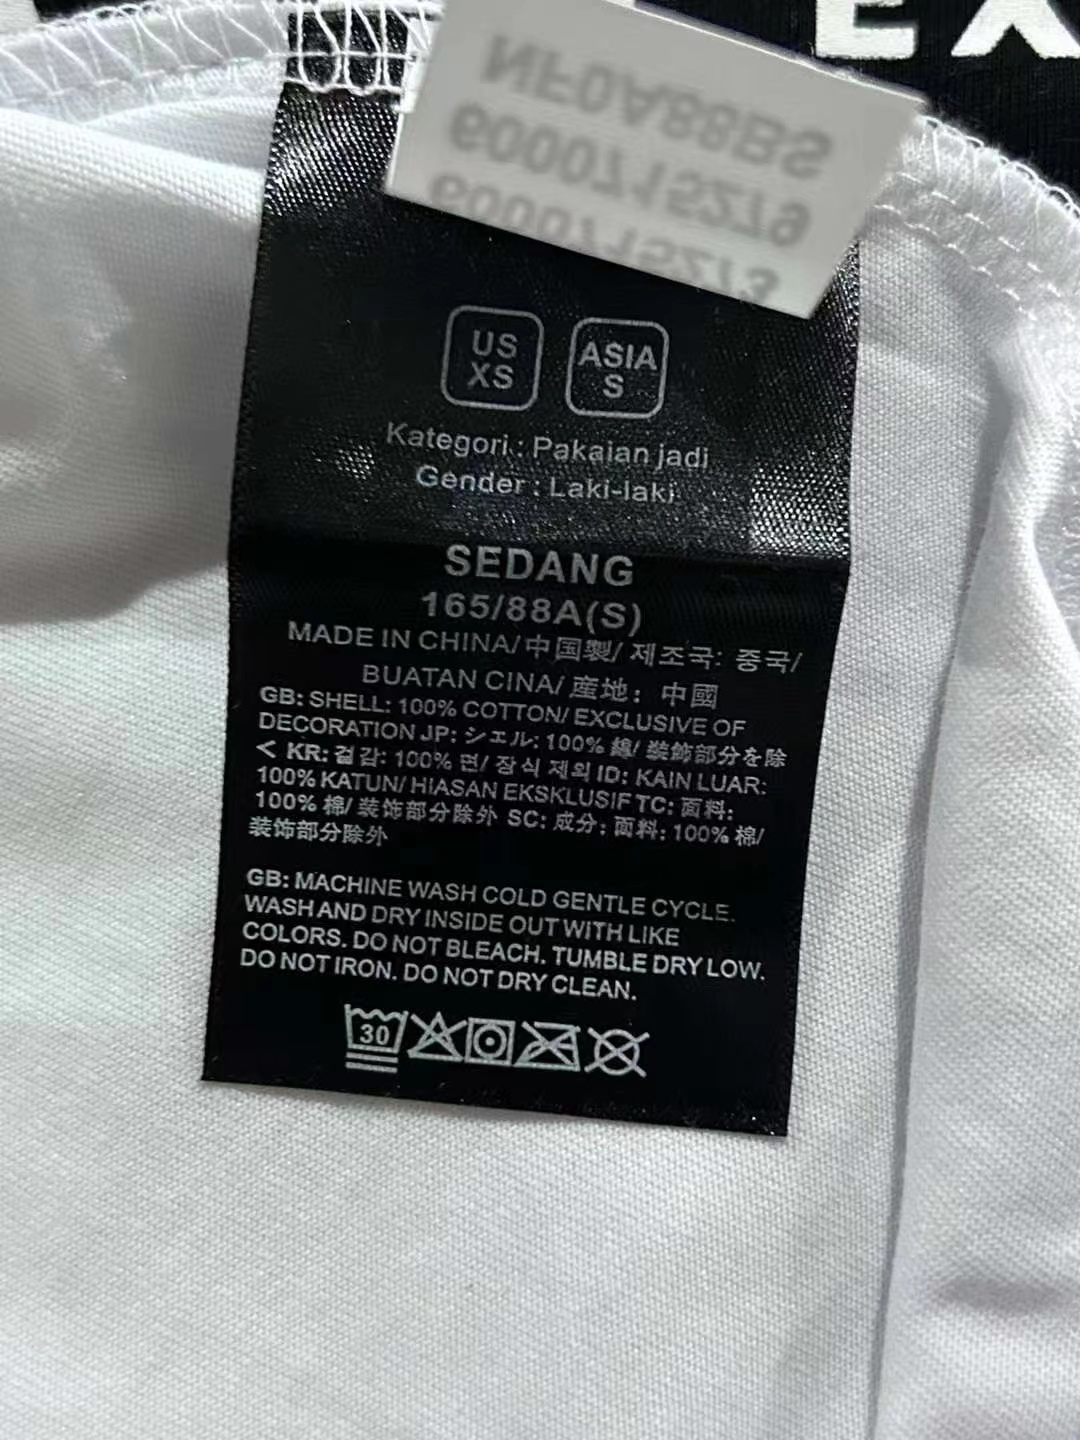 EX
NF0A88BS
6000715279
6000715273
US
XS
ASIA
S
Kategori : Pakaian jadi
Gender : Laki-laki
SEDANG
165/88A(S)
MADE IN CHINA/ 中国製/ 제조국: 중국/
BUATAN CINA/ 産地: 中國
GB: SHELL: 100% COTTON/ EXCLUSIVE OF
DECORATION JP: シェル: 100% 綿/ 装飾部分を除
< KR: 겉감: 100% 면/ 장식 제외 ID: KAIN LUAR:
100% KATUN/ HIASAN EKSKLUSIF TC: 面料:
100% 棉/ 装饰部分除外 SC: 成分: 面料: 100% 棉/
装饰部分除外
GB: MACHINE WASH COLD GENTLE CYCLE.
WASH AND DRY INSIDE OUT WITH LIKE
COLORS. DO NOT BLEACH. TUMBLE DRY LOW.
DO NOT IRON. DO NOT DRY CLEAN.
30